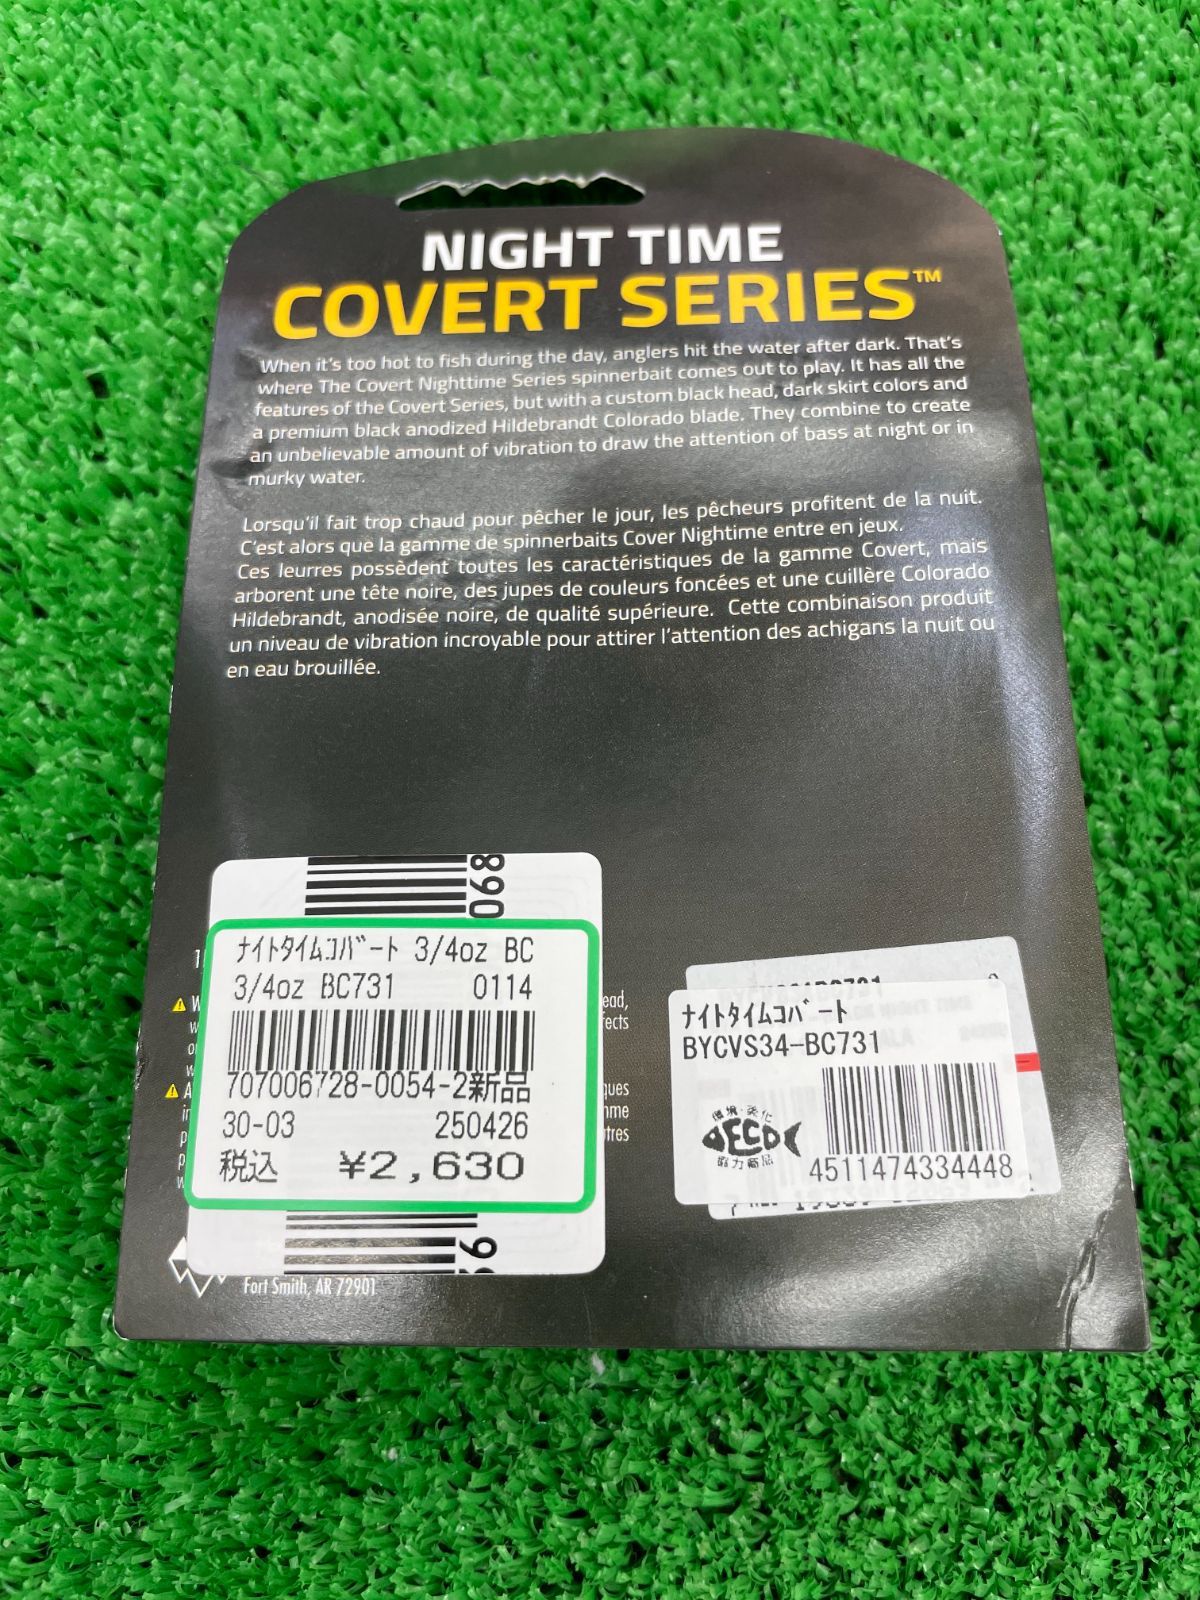 NIGHT TIME
COVERT SERIES™
When it's too hot to fish during the day, anglers hit the water after dark. That's
where The Covert Nighttime Series spinnerbait comes out to play. It has all the
features of the Covert Series, but with a custom black head, dark skirt colors and
a premium black anodized Hildebrandt Colorado blade. They combine to create
an unbelievable amount of vibration to draw the attention of bass at night or in
murky water.
Lorsqu'il fait trop chaud pour pêcher le jour, les pêcheurs profitent de la nuit.
C'est alors que la gamme de spinnerbaits Cover Nightime entre en jeux.
Ces leurres possèdent toutes les caractéristiques de la gamme Covert, mais
arborent une tête noire, des jupes de couleurs foncées et une cuillère Colorado
Hildebrandt, anodisée noire, de qualité supérieure. Cette combinaison produit
un niveau de vibration incroyable pour attirer l'attention des achigans la nuit ou
en eau brouillée.
068
ﾅｲﾄﾀｲﾑｺﾊﾞｰﾄ 3/4oz BC
3/4oz BC731 0114
707006728-0054-2新品
30-03 250426
税込 ¥2,630
ﾅｲﾄﾀｲﾑｺﾊﾞｰﾄ
BYCVS34-BC731
環境・美化
DECO
協力商品
4511474334448
Fort Smith, AR 72901